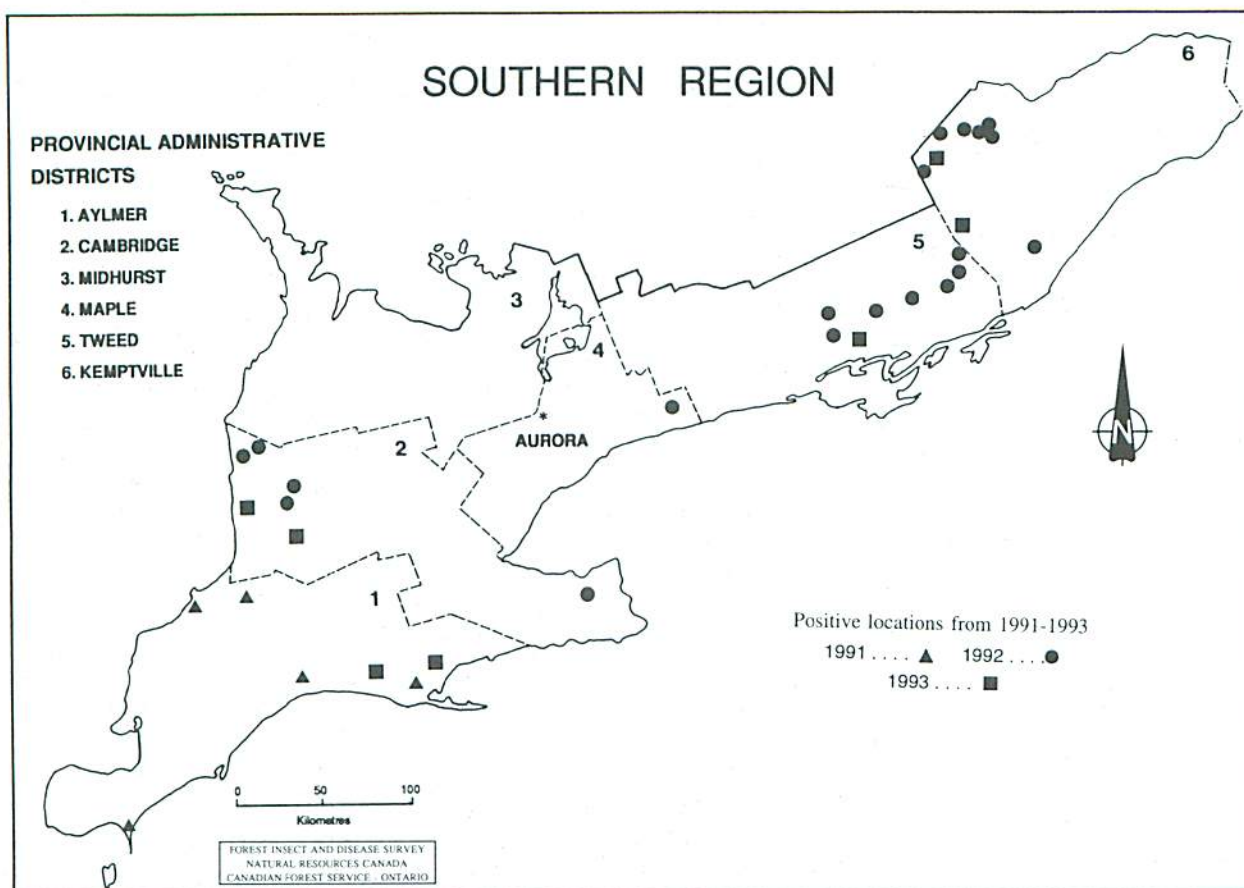 SOUTHERN REGION
6
PROVINCIAL ADMINISTRATIVE
DISTRICTS
1. AYLMER
2. CAMBRIDGE
3. MIDHURST
4. MAPLE
5. TWEED
6. KEMPTVILLE
5
3
4
N
*
AURORA
2
1
Positive locations from 1991-1993
1991 .... ▲ 1992 .... ●
1993 .... ■
0 50 100
Kilometres
FOREST INSECT AND DISEASE SURVEY
NATURAL RESOURCES CANADA
CANADIAN FOREST SERVICE - ONTARIO